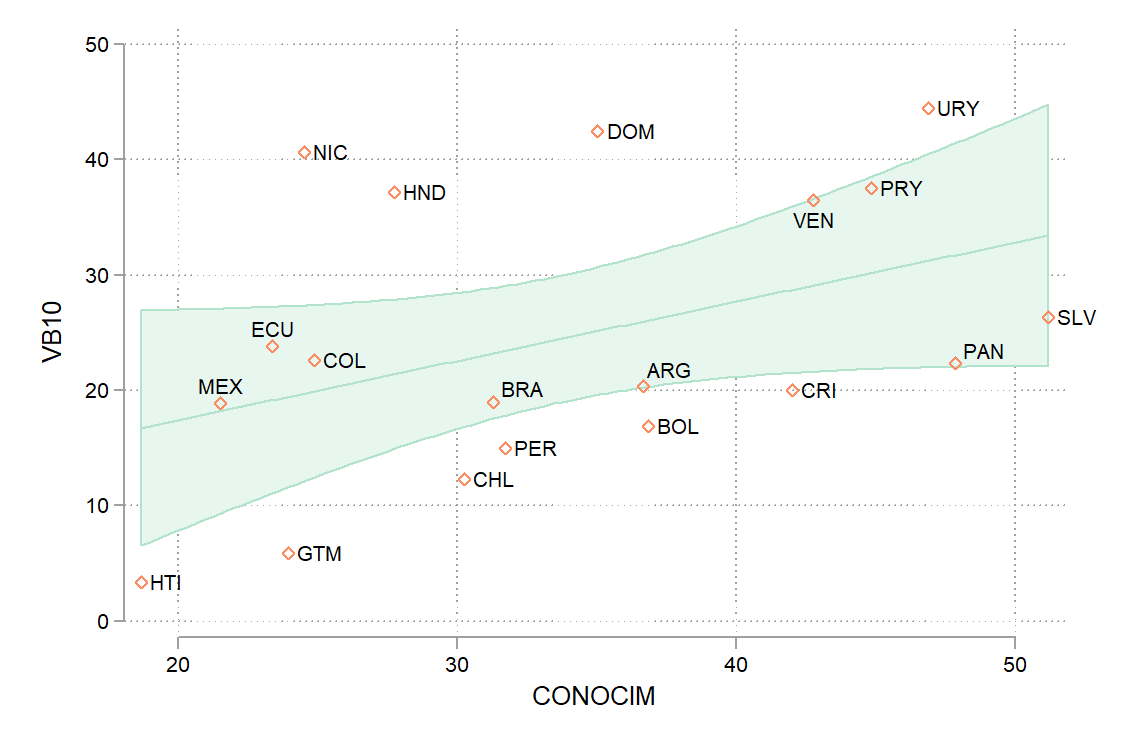 50
URY
DOM
NIC
40
HND
PRY
VEN
30
SLV
ECU
PAN
COL
ARG
20
MEX
BRA
CRI
BOL
PER
CHL
10
GTM
HTI
0
VB10
20
30
40
50
CONOCIM